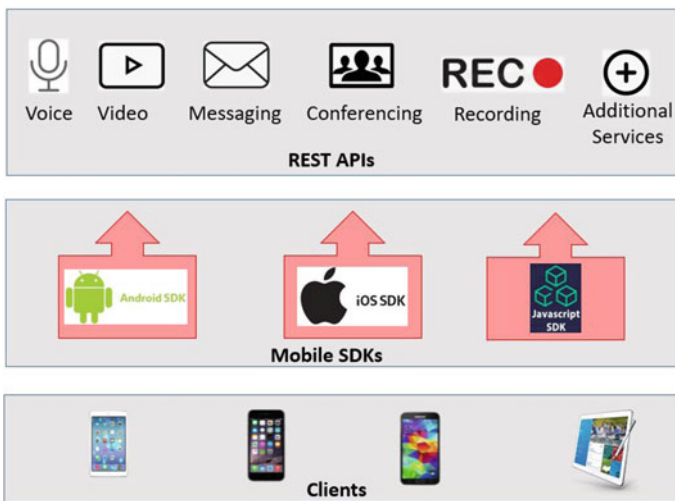 REC
Voice Video Messaging Conferencing Recording Additional
Services
REST APIs
Android SDK
iOS SDK
Javascript
SDK
Mobile SDKs
Clients